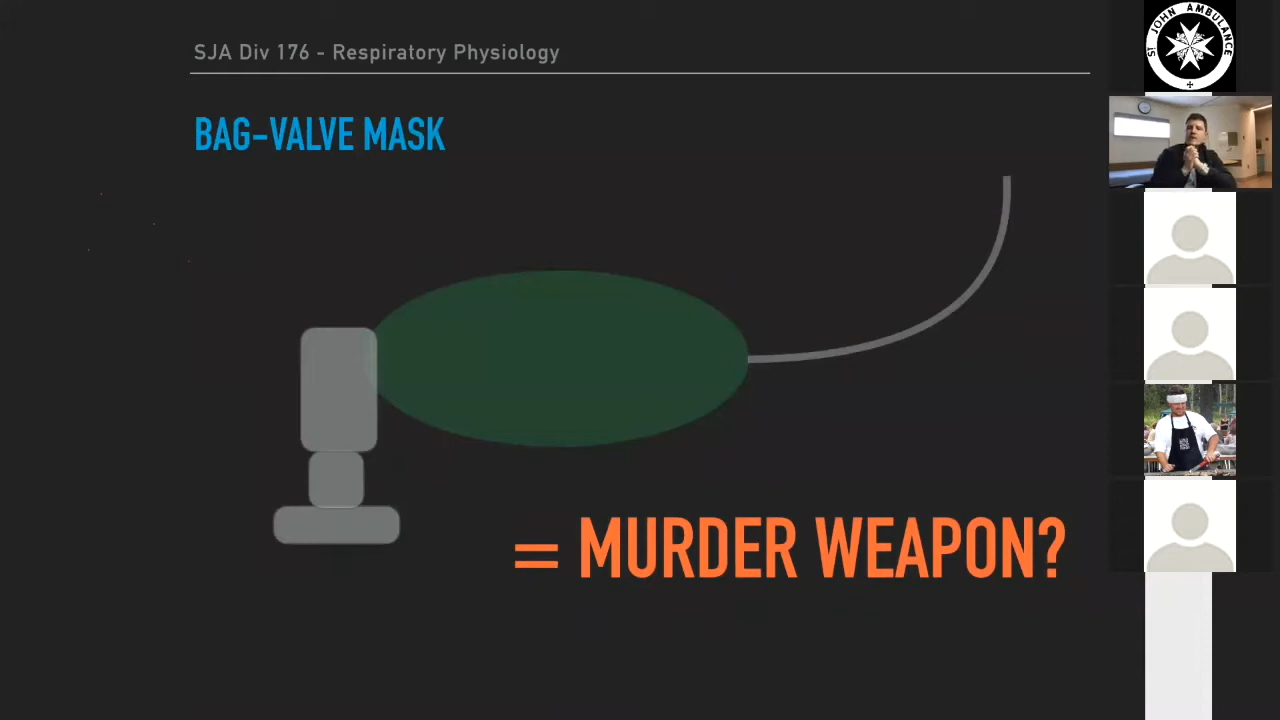 SJA Div 176 - Respiratory Physiology
BAG-VALVE MASK
= MURDER WEAPON?
St JOHN AMBULANCE